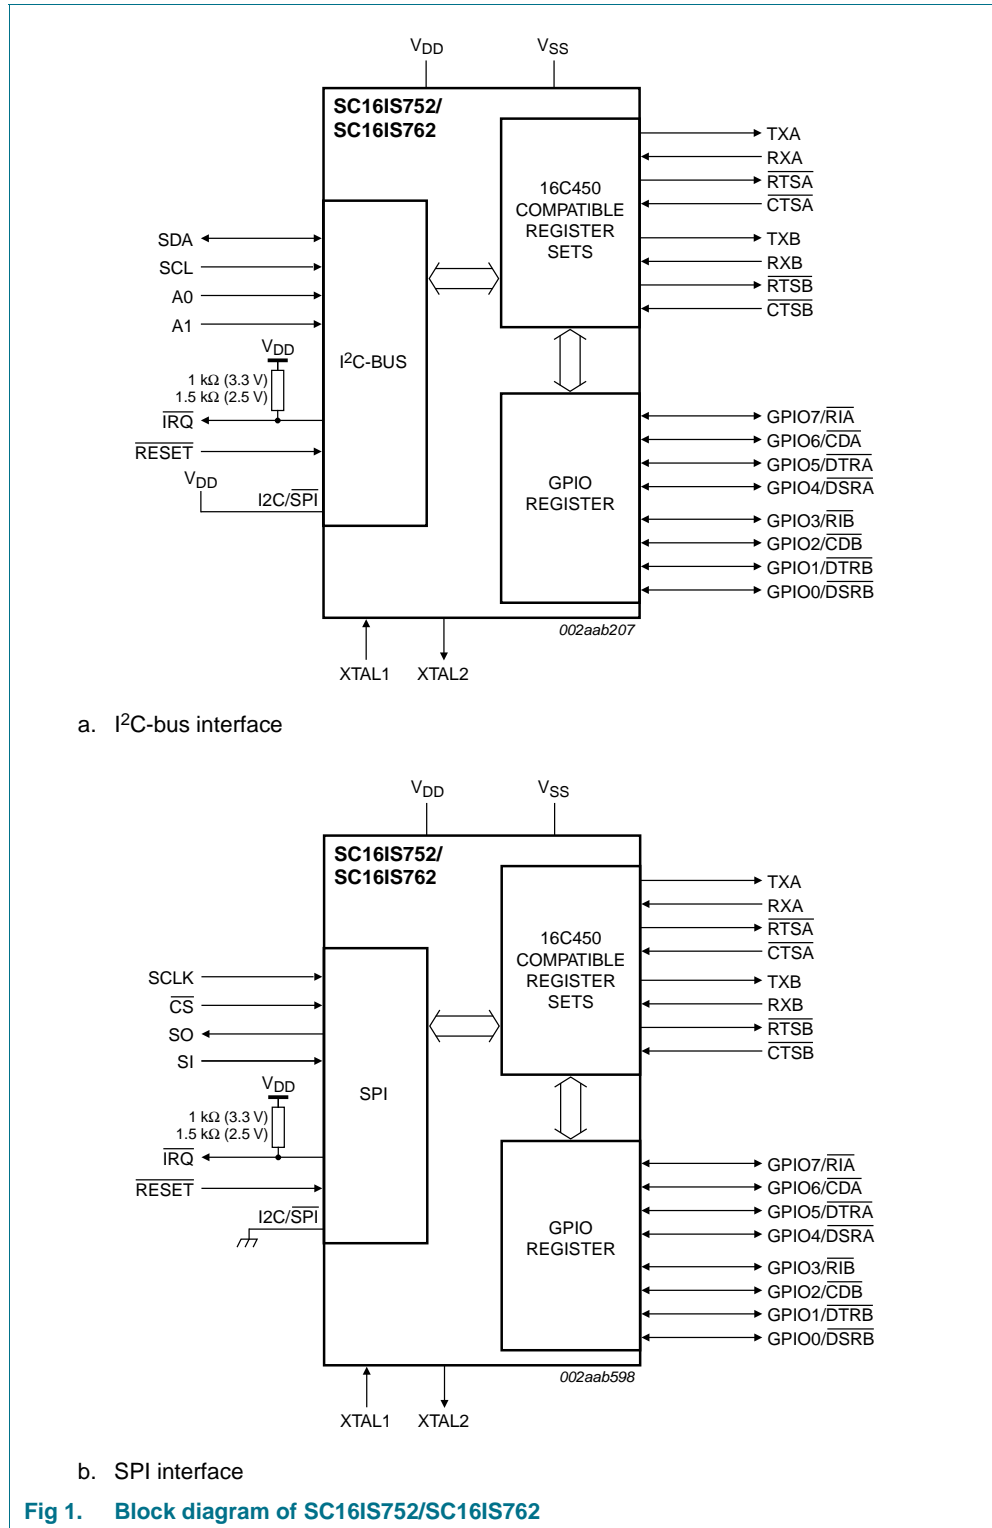 VDD VSS
SC16IS752/
SC16IS762
16C450
COMPATIBLE
REGISTER
SETS
TXA
RXA
RTSA
CTSA
TXB
RXB
RTSB
CTSB
SDA
SCL
A0
A1
VDD
1 kΩ (3.3 V)
1.5 kΩ (2.5 V)
IRQ
RESET
VDD
I2C/SPI
I2C-BUS
GPIO
REGISTER
GPIO7/RIA
GPIO6/CDA
GPIO5/DTRA
GPIO4/DSRA
GPIO3/RIB
GPIO2/CDB
GPIO1/DTRB
GPIO0/DSRB
002aab207
XTAL1 XTAL2
a. I2C-bus interface
VDD VSS
SC16IS752/
SC16IS762
16C450
COMPATIBLE
REGISTER
SETS
TXA
RXA
RTSA
CTSA
TXB
RXB
RTSB
CTSB
SCLK
CS
SO
SI
VDD
1 kΩ (3.3 V)
1.5 kΩ (2.5 V)
IRQ
RESET
I2C/SPI
SPI
GPIO
REGISTER
GPIO7/RIA
GPIO6/CDA
GPIO5/DTRA
GPIO4/DSRA
GPIO3/RIB
GPIO2/CDB
GPIO1/DTRB
GPIO0/DSRB
002aab598
XTAL1 XTAL2
b. SPI interface
Fig 1. Block diagram of SC16IS752/SC16IS762